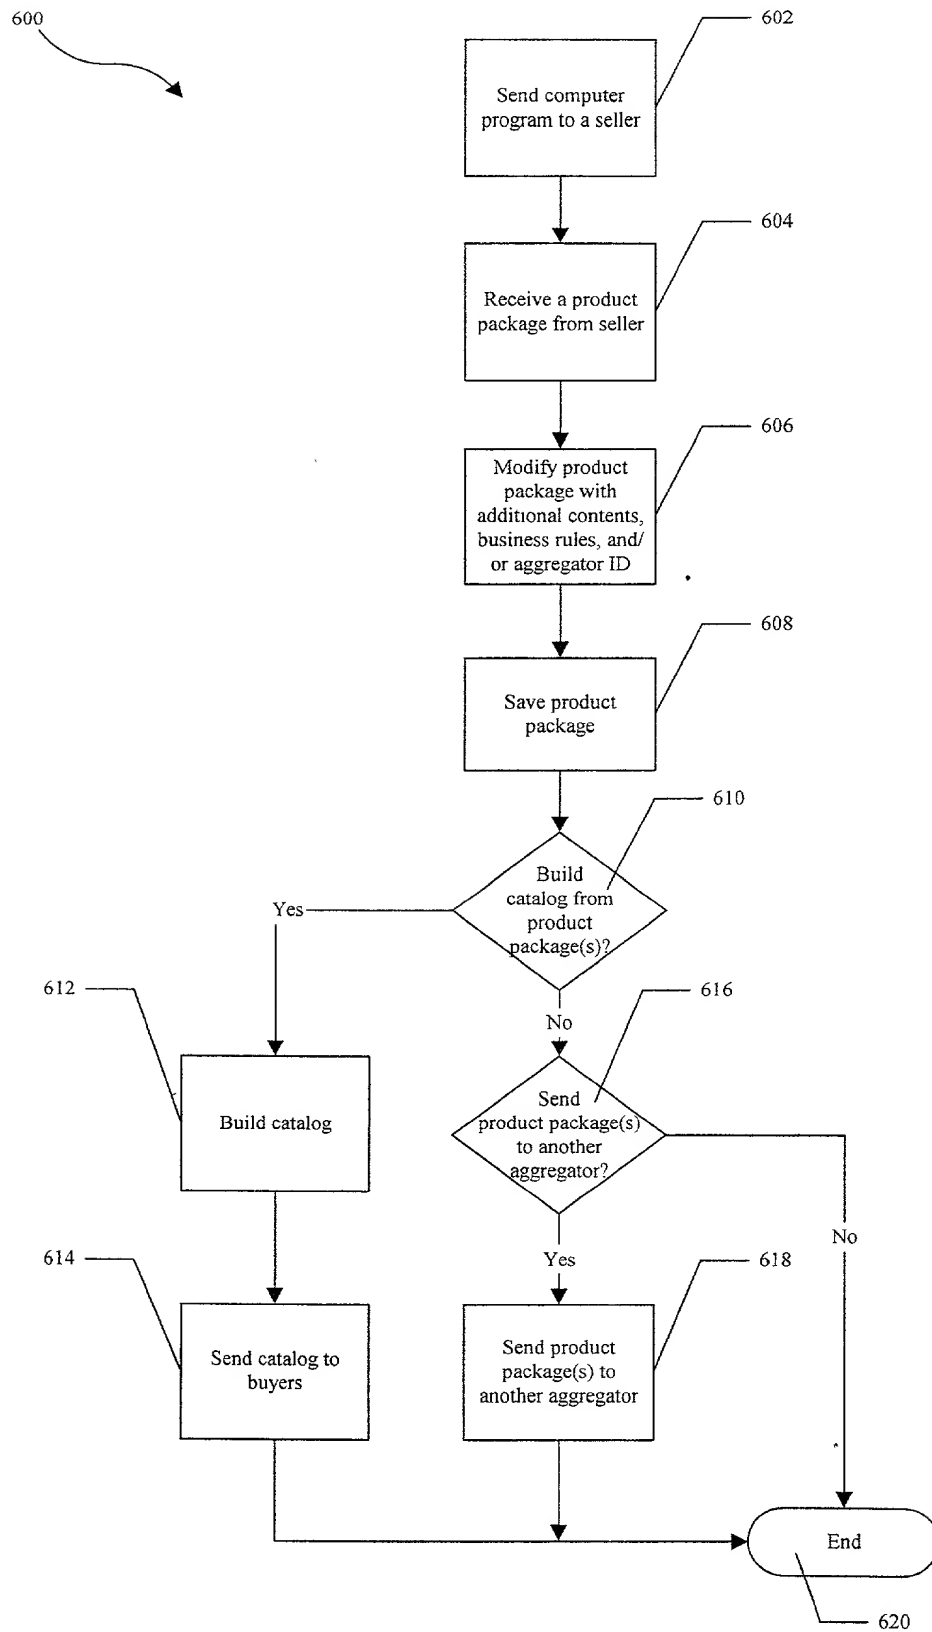 600
602
Send computer
program to a seller
604
Receive a product
package from seller
606
Modify product
package with
additional contents,
business rules, and/
or aggregator ID
608
Save product
package
610
Build
catalog from
product
package(s)?
Yes
No
612
616
Build catalog
Send
product package(s)
to another
aggregator?
No
Yes
614
618
Send catalog to
buyers
Send product
package(s) to
another aggregator
End
620